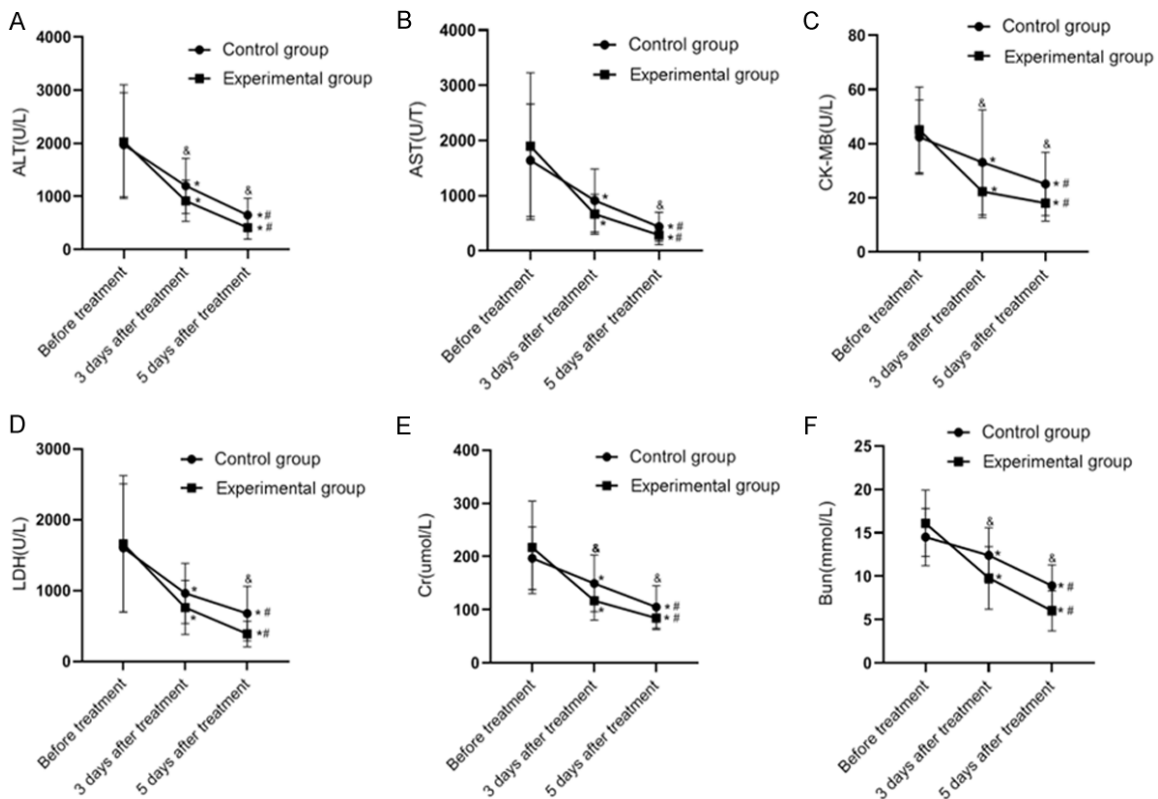 A
4000
3000
2000
1000
0
ALT(U/L)
Control group
Experimental group
&
*
*
&
* #
* #
Before treatment
3 days after treatment
5 days after treatment
B
4000
3000
2000
1000
0
AST(U/T)
Control group
Experimental group
*
*
&
* #
*#
Before treatment
3 days after treatment
5 days after treatment
C
80
60
40
20
0
CK-MB(U/L)
Control group
Experimental group
&
*
*
&
* #
* #
Before treatment
3 days after treatment
5 days after treatment
D
3000
2000
1000
0
LDH(U/L)
Control group
Experimental group
*
*
&
* #
*#
Before treatment
3 days after treatment
5 days after treatment
E
400
300
200
100
0
Cr(umol/L)
Control group
Experimental group
&
*
*
&
* #
* #
Before treatment
3 days after treatment
5 days after treatment
F
25
20
15
10
5
0
Bun(mmol/L)
Control group
Experimental group
&
*
*
&
* #
* #
Before treatment
3 days after treatment
5 days after treatment